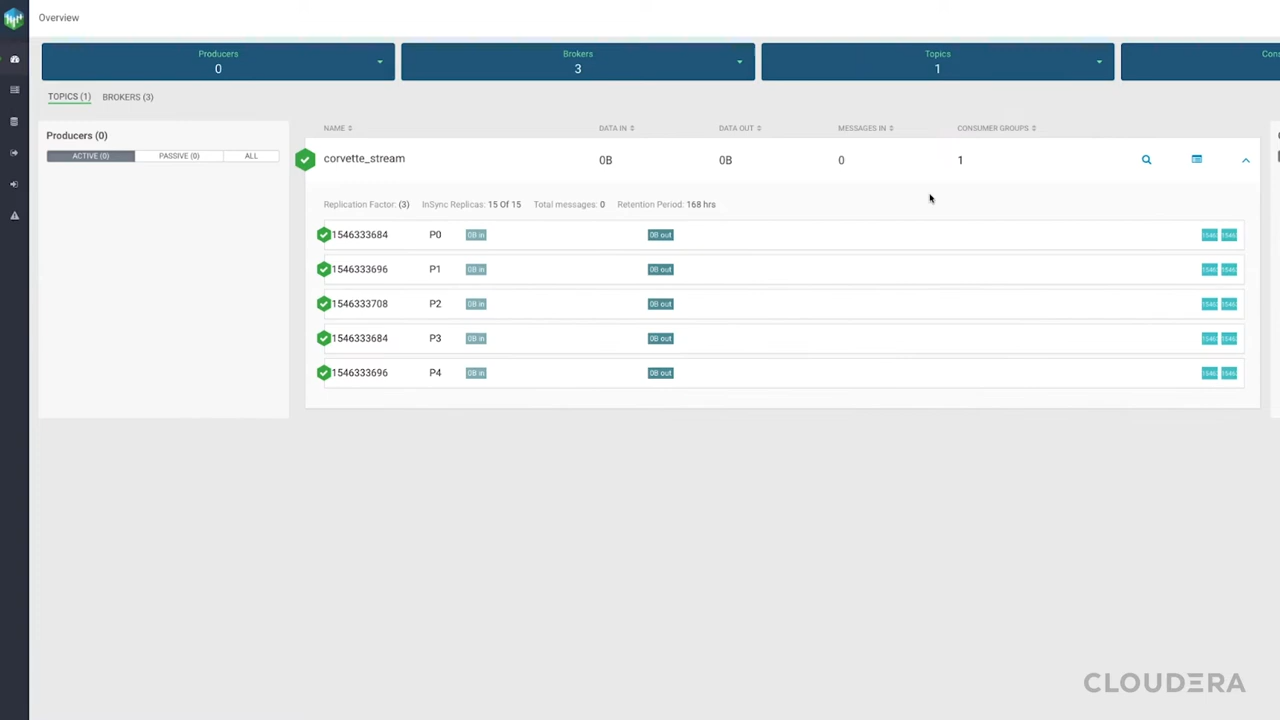 Overview
Producers
0
Brokers
3
Topics
1
TOPICS (1) BROKERS (3)
Producers (0)
ACTIVE (0) PASSIVE (0) ALL
NAME DATA IN DATA OUT MESSAGES IN CONSUMER GROUPS
corvette_stream 0B 0B 0 1
Replication Factor: (3) InSync Replicas: 15 Of 15 Total messages: 0 Retention Period: 168 hrs
1546333684 P0 0B in 0B out
1546333696 P1 0B in 0B out
1546333708 P2 0B in 0B out
1546333684 P3 0B in 0B out
1546333696 P4 0B in 0B out
CLOUDERA